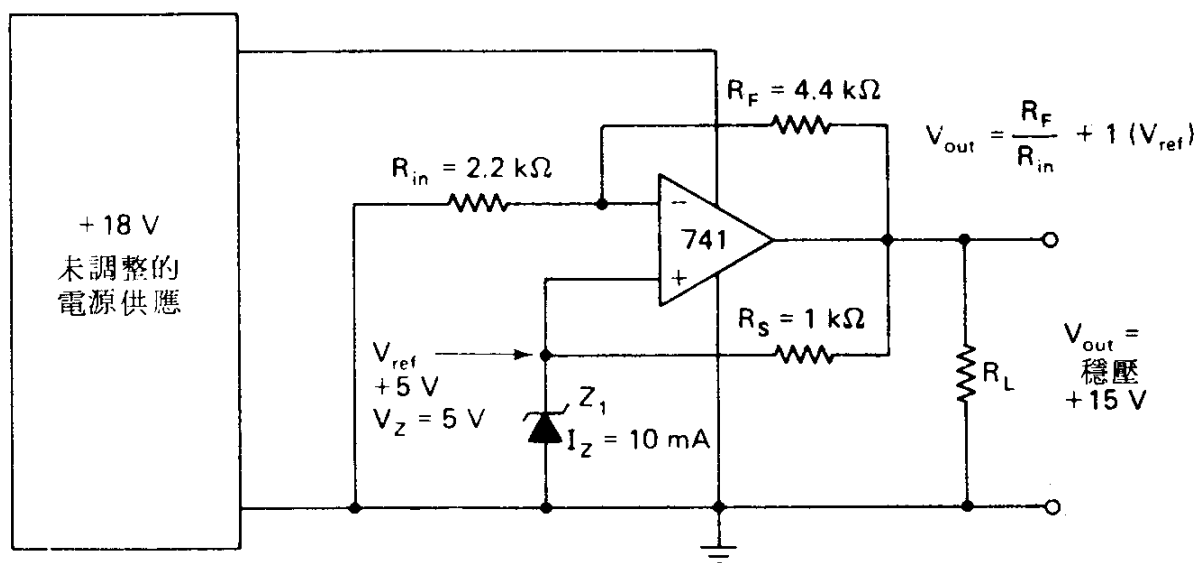 + 18 V
未調整的
電源供應
R_F = 4.4 kΩ
R_in = 2.2 kΩ
V_out = R_F / R_in + 1 (V_ref)
−
741
+
R_S = 1 kΩ
V_ref
+5 V
V_Z = 5 V
Z_1
I_Z = 10 mA
R_L
V_out =
穩壓
+15 V